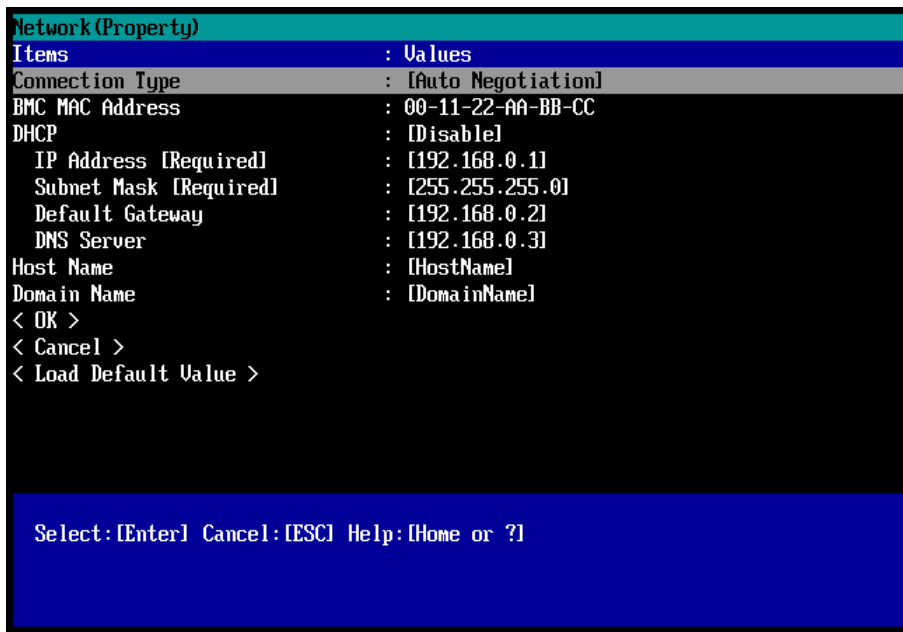 Network(Property)
Items : Values
Connection Type : [Auto Negotiation]
BMC MAC Address : 00-11-22-AA-BB-CC
DHCP : [Disable]
IP Address [Required] : [192.168.0.1]
Subnet Mask [Required] : [255.255.255.0]
Default Gateway : [192.168.0.2]
DNS Server : [192.168.0.3]
Host Name : [HostName]
Domain Name : [DomainName]
< OK >
< Cancel >
< Load Default Value >
Select:[Enter] Cancel:[ESC] Help:[Home or ?]